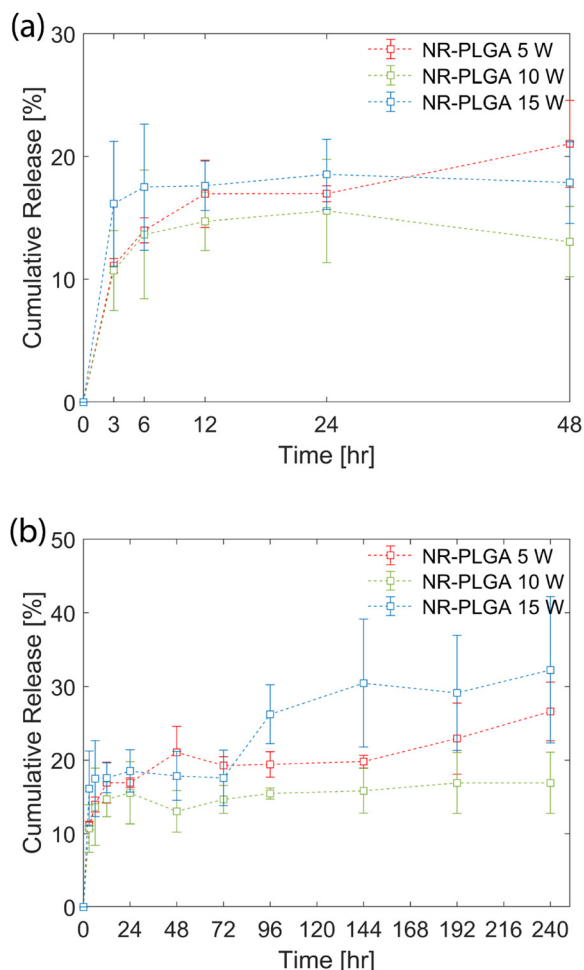 (a)
30
20
10
0
Cumulative Release [%]
NR-PLGA 5 W
NR-PLGA 10 W
NR-PLGA 15 W
0 3 6 12 24 48
Time [hr]
(b)
50
40
30
20
10
0
Cumulative Release [%]
NR-PLGA 5 W
NR-PLGA 10 W
NR-PLGA 15 W
0 24 48 72 96 120 144 168 192 216 240
Time [hr]